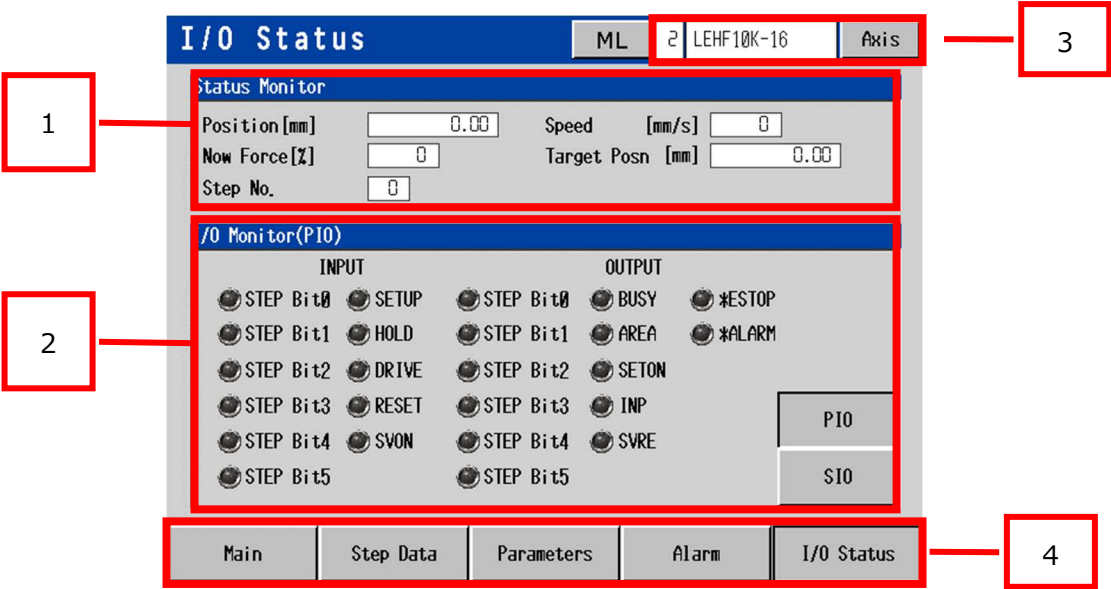 I/O Status ML 2 LEHF10K-16 Axis
3
1
Status Monitor
Position[mm] 0.00 Speed [mm/s] 0
Now Force[%] 0 Target Posn [mm] 0.00
Step No. 0
2
/O Monitor(PIO)
INPUT OUTPUT
STEP Bit0 SETUP STEP Bit0 BUSY *ESTOP
STEP Bit1 HOLD STEP Bit1 AREA *ALARM
STEP Bit2 DRIVE STEP Bit2 SETON
STEP Bit3 RESET STEP Bit3 INP
STEP Bit4 SVON STEP Bit4 SVRE
STEP Bit5 STEP Bit5
PIO
SIO
Main Step Data Parameters Alarm I/O Status
4